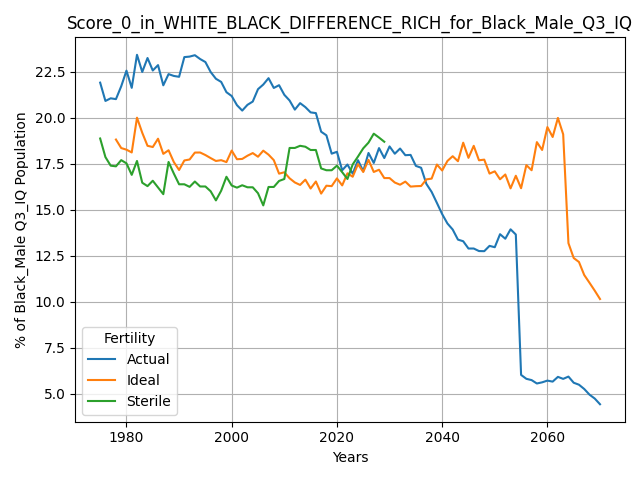 Score_0_in_WHITE_BLACK_DIFFERENCE_RICH_for_Black_Male_Q3_IQ
% of Black_Male Q3_IQ Population
22.5
20.0
17.5
15.0
12.5
10.0
7.5
5.0
Fertility
Actual
Ideal
Sterile
1980
2000
2020
2040
2060
Years